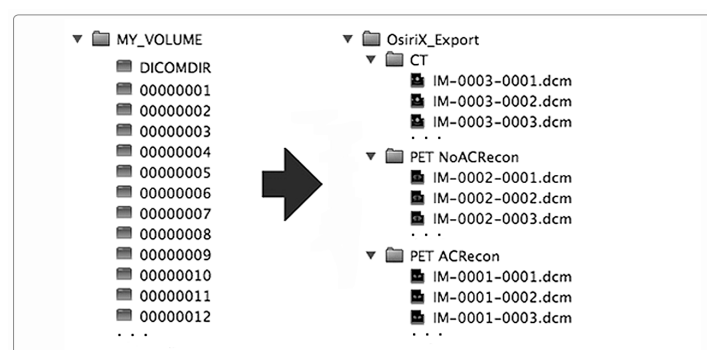 MY_VOLUME
DICOMDIR
00000001
00000002
00000003
00000004
00000005
00000006
00000007
00000008
00000009
00000010
00000011
00000012
. . .
OsiriX_Export
CT
IM-0003-0001.dcm
IM-0003-0002.dcm
IM-0003-0003.dcm
. . .
PET NoACRecon
IM-0002-0001.dcm
IM-0002-0002.dcm
IM-0002-0003.dcm
. . .
PET ACRecon
IM-0001-0001.dcm
IM-0001-0002.dcm
IM-0001-0003.dcm
. . .